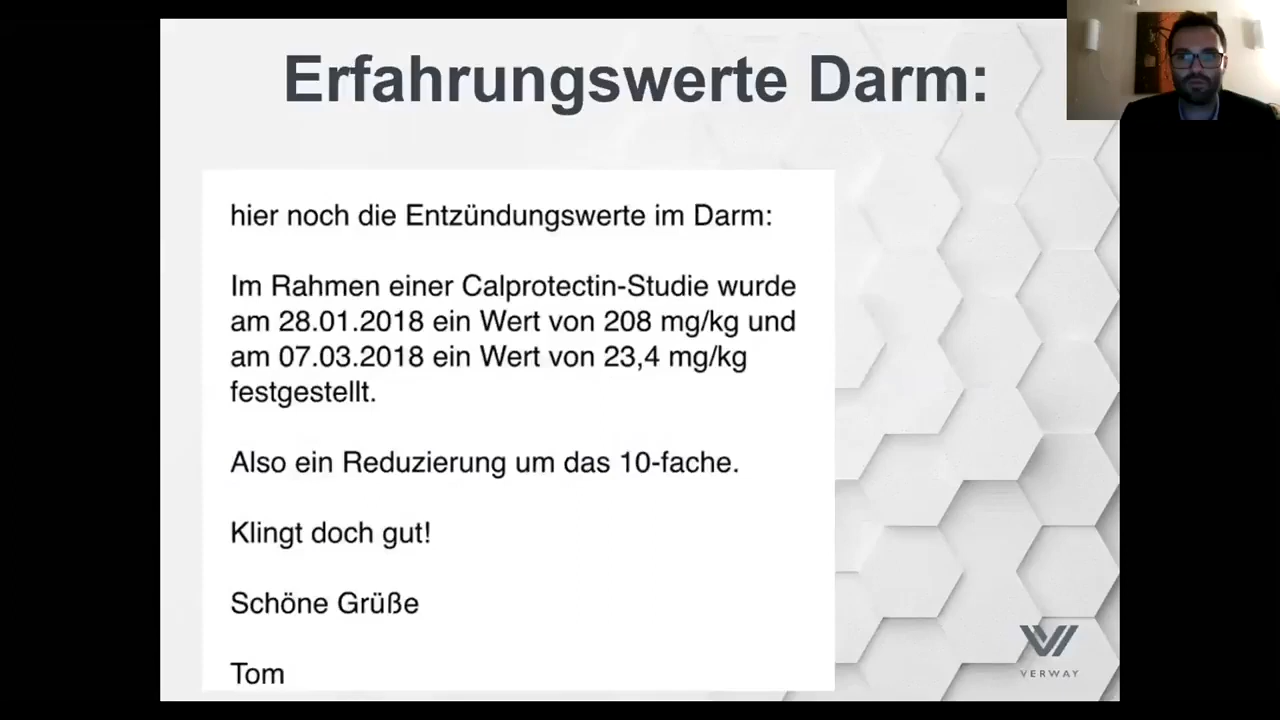 Erfahrungswerte Darm:
hier noch die Entzündungswerte im Darm:
Im Rahmen einer Calprotectin-Studie wurde
am 28.01.2018 ein Wert von 208 mg/kg und
am 07.03.2018 ein Wert von 23,4 mg/kg
festgestellt.
Also ein Reduzierung um das 10-fache.
Klingt doch gut!
Schöne Grüße
Tom
VERWAY